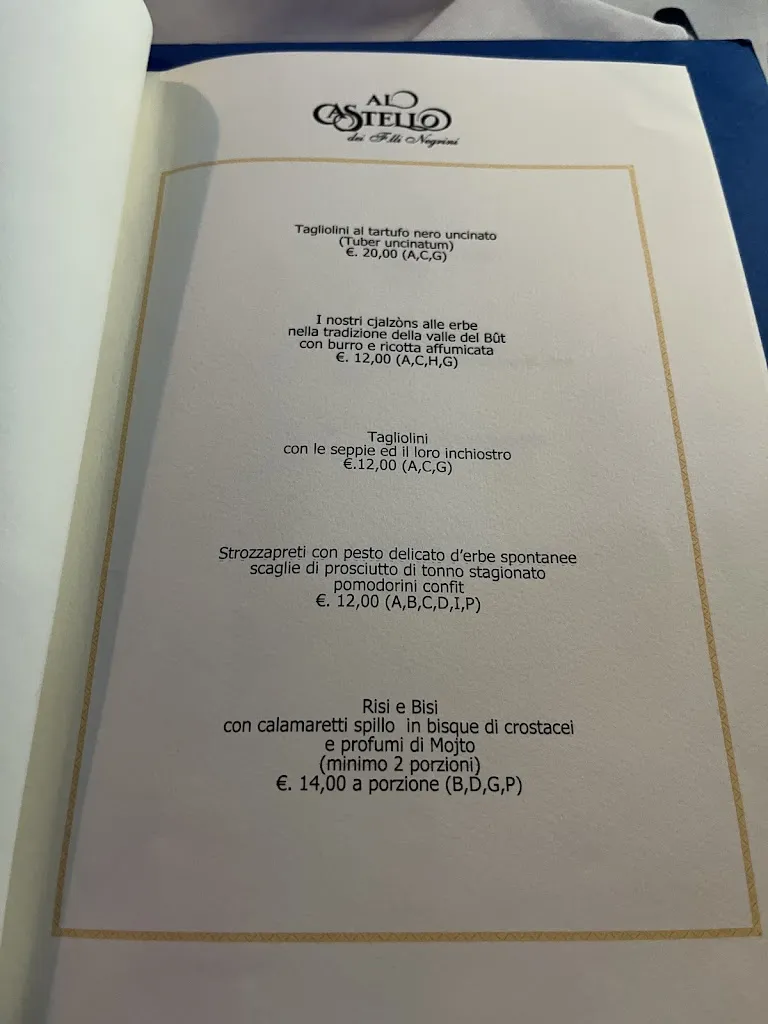 AL
CASTELLO
dei F.lli Negrini
Tagliolini al tartufo nero uncinato
(Tuber uncinatum)
€. 20,00 (A,C,G)
I nostri cjalzòns alle erbe
nella tradizione della valle del Bût
con burro e ricotta affumicata
€. 12,00 (A,C,H,G)
Tagliolini
con le seppie ed il loro inchiostro
€.12,00 (A,C,G)
Strozzapreti con pesto delicato d'erbe spontanee
scaglie di prosciutto di tonno stagionato
pomodorini confit
€. 12,00 (A,B,C,D,I,P)
Risi e Bisi
con calamaretti spillo in bisque di crostacei
e profumi di Mojto
(minimo 2 porzioni)
€. 14,00 a porzione (B,D,G,P)